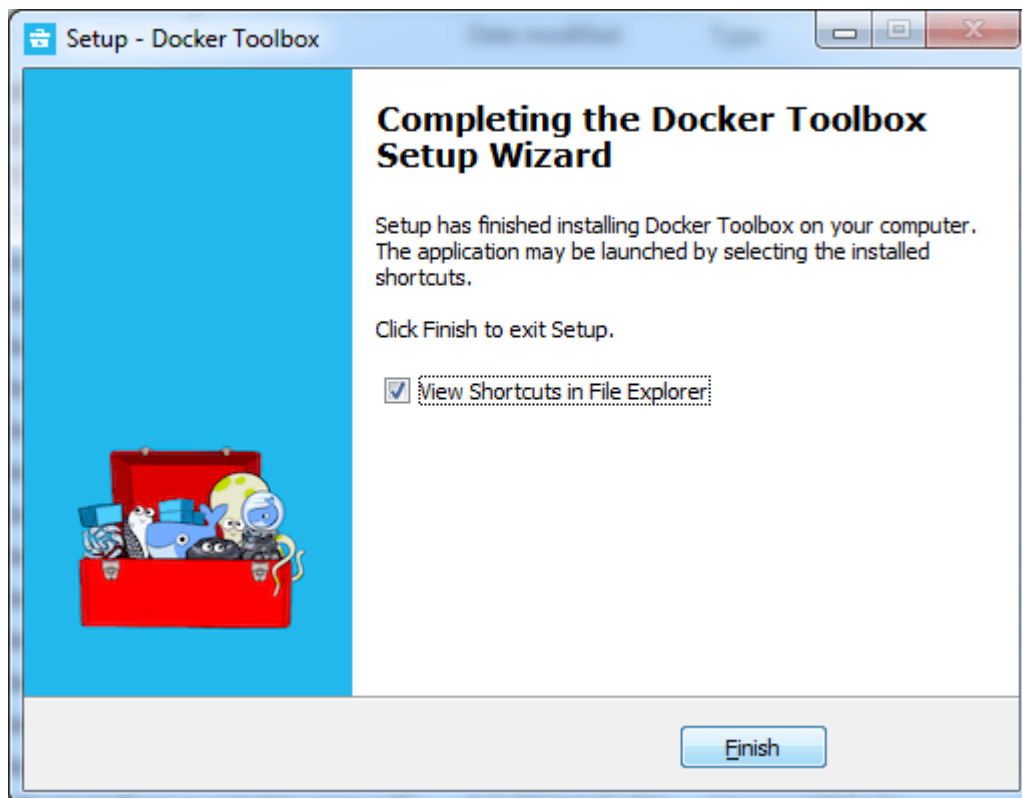 Setup - Docker Toolbox
Completing the Docker Toolbox
Setup Wizard
Setup has finished installing Docker Toolbox on your computer.
The application may be launched by selecting the installed
shortcuts.
Click Finish to exit Setup.
View Shortcuts in File Explorer
Finish